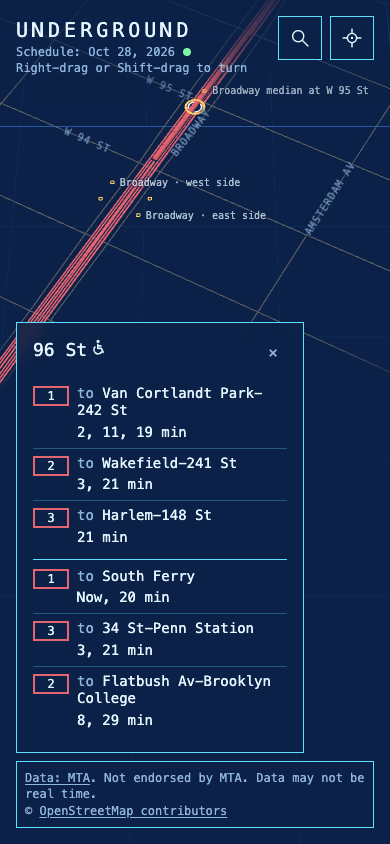 UNDERGROUND
Schedule: Oct 28, 2026
Right-drag or Shift-drag to turn
W 95 ST
Broadway median at W 95 St
W 94 ST
BROADWAY
AMSTERDAM AV
Broadway · west side
Broadway · east side
96 St
×
1 to Van Cortlandt Park–
242 St
2, 11, 19 min
2 to Wakefield–241 St
3, 21 min
3 to Harlem–148 St
21 min
1 to South Ferry
Now, 20 min
3 to 34 St–Penn Station
3, 21 min
2 to Flatbush Av–Brooklyn
College
8, 29 min
Data: MTA. Not endorsed by MTA. Data may not be
real time.
© OpenStreetMap contributors